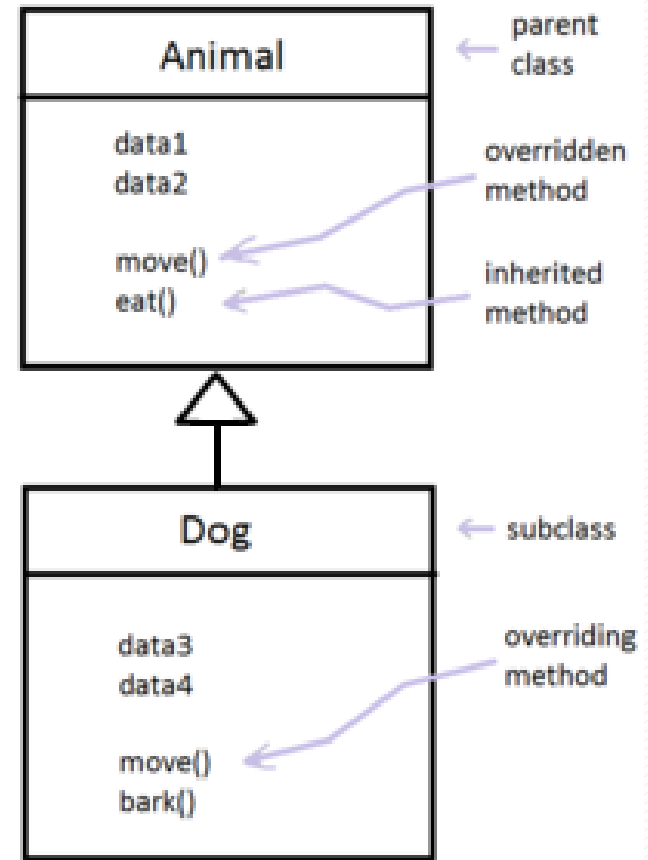 Animal
parent
class
data1
data2
overridden
method
move()
eat()
inherited
method
Dog
subclass
data3
data4
overriding
method
move()
bark()